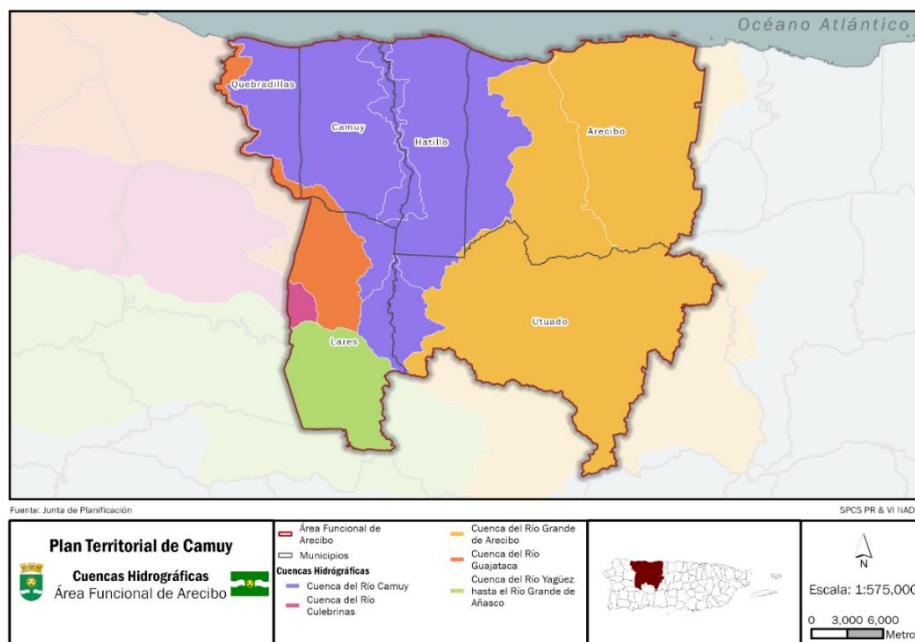 Océano Atlántico
Quebradillas
Camuy
Hatillo
Arecibo
Utuado
Lares
Fuente: Junta de Planificación
SPCS PR & VI NAD
Plan Territorial de Camuy
Cuencas Hidrográficas
Área Funcional de Arecibo
Área Funcional de
Arecibo
Municipios
Cuencas Hidrógráficas
Cuenca del Río Camuy
Cuenca del Río
Culebrinas
Cuenca del Río Grande
de Arecibo
Cuenca del Río
Guajataca
Cuenca del Río Yagüez
hasta el Río Grande de
Añasco
N
Escala: 1:575,000
0 3,000 6,000
Metro